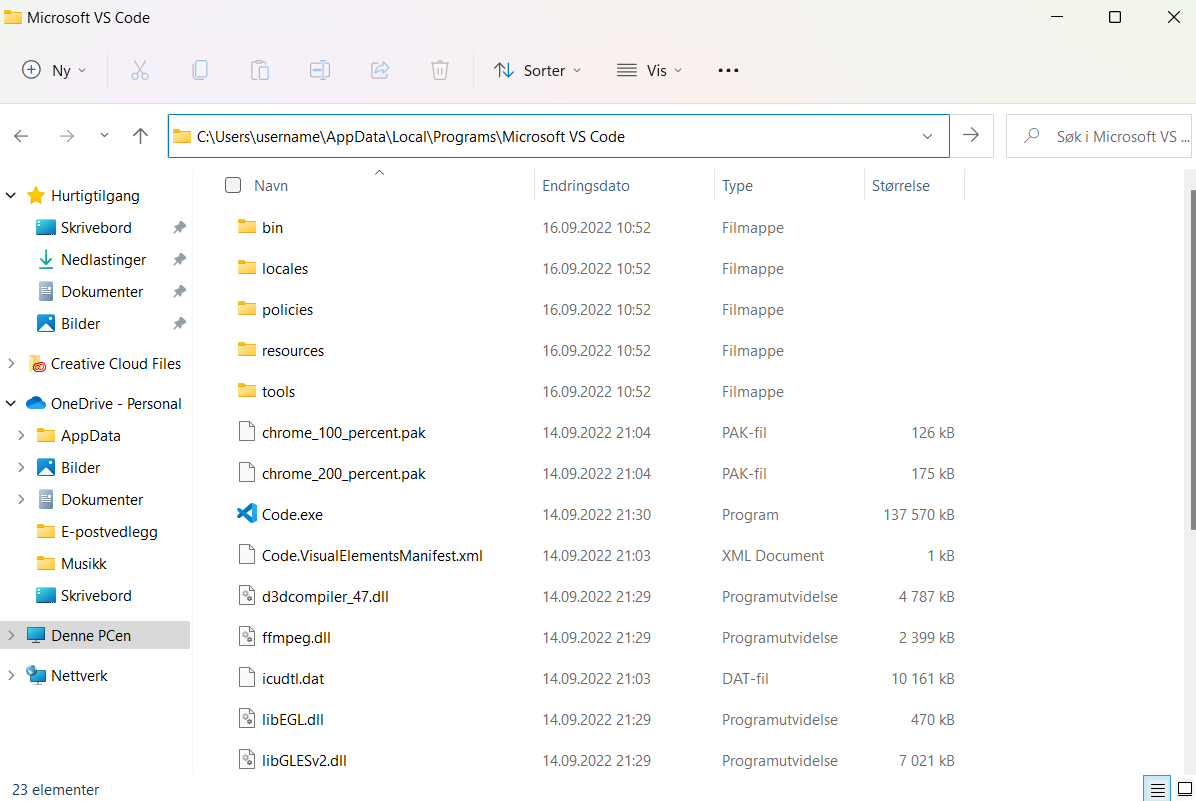 Microsoft VS Code
Ny
Sorter
Vis
C:\Users\username\AppData\Local\Programs\Microsoft VS Code
Søk i Microsoft VS ...
Hurtigtilgang
Skrivebord
Nedlastinger
Dokumenter
Bilder
Creative Cloud Files
OneDrive - Personal
AppData
Bilder
Dokumenter
E-postvedlegg
Musikk
Skrivebord
Denne PCen
Nettverk
Navn Endringsdato Type Størrelse
bin 16.09.2022 10:52 Filmappe
locales 16.09.2022 10:52 Filmappe
policies 16.09.2022 10:52 Filmappe
resources 16.09.2022 10:52 Filmappe
tools 16.09.2022 10:52 Filmappe
chrome_100_percent.pak 14.09.2022 21:04 PAK-fil 126 kB
chrome_200_percent.pak 14.09.2022 21:04 PAK-fil 175 kB
Code.exe 14.09.2022 21:30 Program 137 570 kB
Code.VisualElementsManifest.xml 14.09.2022 21:03 XML Document 1 kB
d3dcompiler_47.dll 14.09.2022 21:29 Programutvidelse 4 787 kB
ffmpeg.dll 14.09.2022 21:29 Programutvidelse 2 399 kB
icudtl.dat 14.09.2022 21:03 DAT-fil 10 161 kB
libEGL.dll 14.09.2022 21:29 Programutvidelse 470 kB
libGLESv2.dll 14.09.2022 21:29 Programutvidelse 7 021 kB
23 elementer